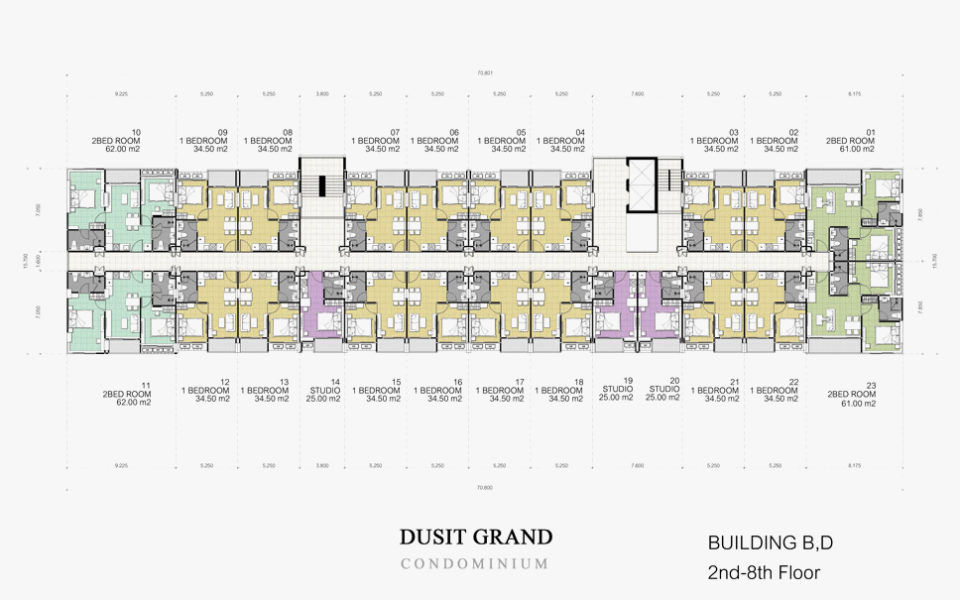 70.801
9.225 5.250 5.250 3.800 5.250 5.250 5.250 5.250 7.600 5.250 5.250 8.175
10
2BED ROOM
62.00 m2
09
1 BEDROOM
34.50 m2
08
1 BEDROOM
34.50 m2
07
1 BEDROOM
34.50 m2
06
1 BEDROOM
34.50 m2
05
1 BEDROOM
34.50 m2
04
1 BEDROOM
34.50 m2
03
1 BEDROOM
34.50 m2
02
1 BEDROOM
34.50 m2
01
2BED ROOM
61.00 m2
15.700
1.600
7.050
15.700
11
2BED ROOM
62.00 m2
12
1 BEDROOM
34.50 m2
13
1 BEDROOM
34.50 m2
14
STUDIO
25.00 m2
15
1 BEDROOM
34.50 m2
16
1 BEDROOM
34.50 m2
17
1 BEDROOM
34.50 m2
18
1 BEDROOM
34.50 m2
19
STUDIO
25.00 m2
20
STUDIO
25.00 m2
21
1 BEDROOM
34.50 m2
22
1 BEDROOM
34.50 m2
23
2BED ROOM
61.00 m2
9.225 5.250 5.250 3.800 5.250 5.250 5.250 5.250 7.600 5.250 5.250 8.175
70.800
DUSIT GRAND
CONDOMINIUM
BUILDING B,D
2nd-8th Floor